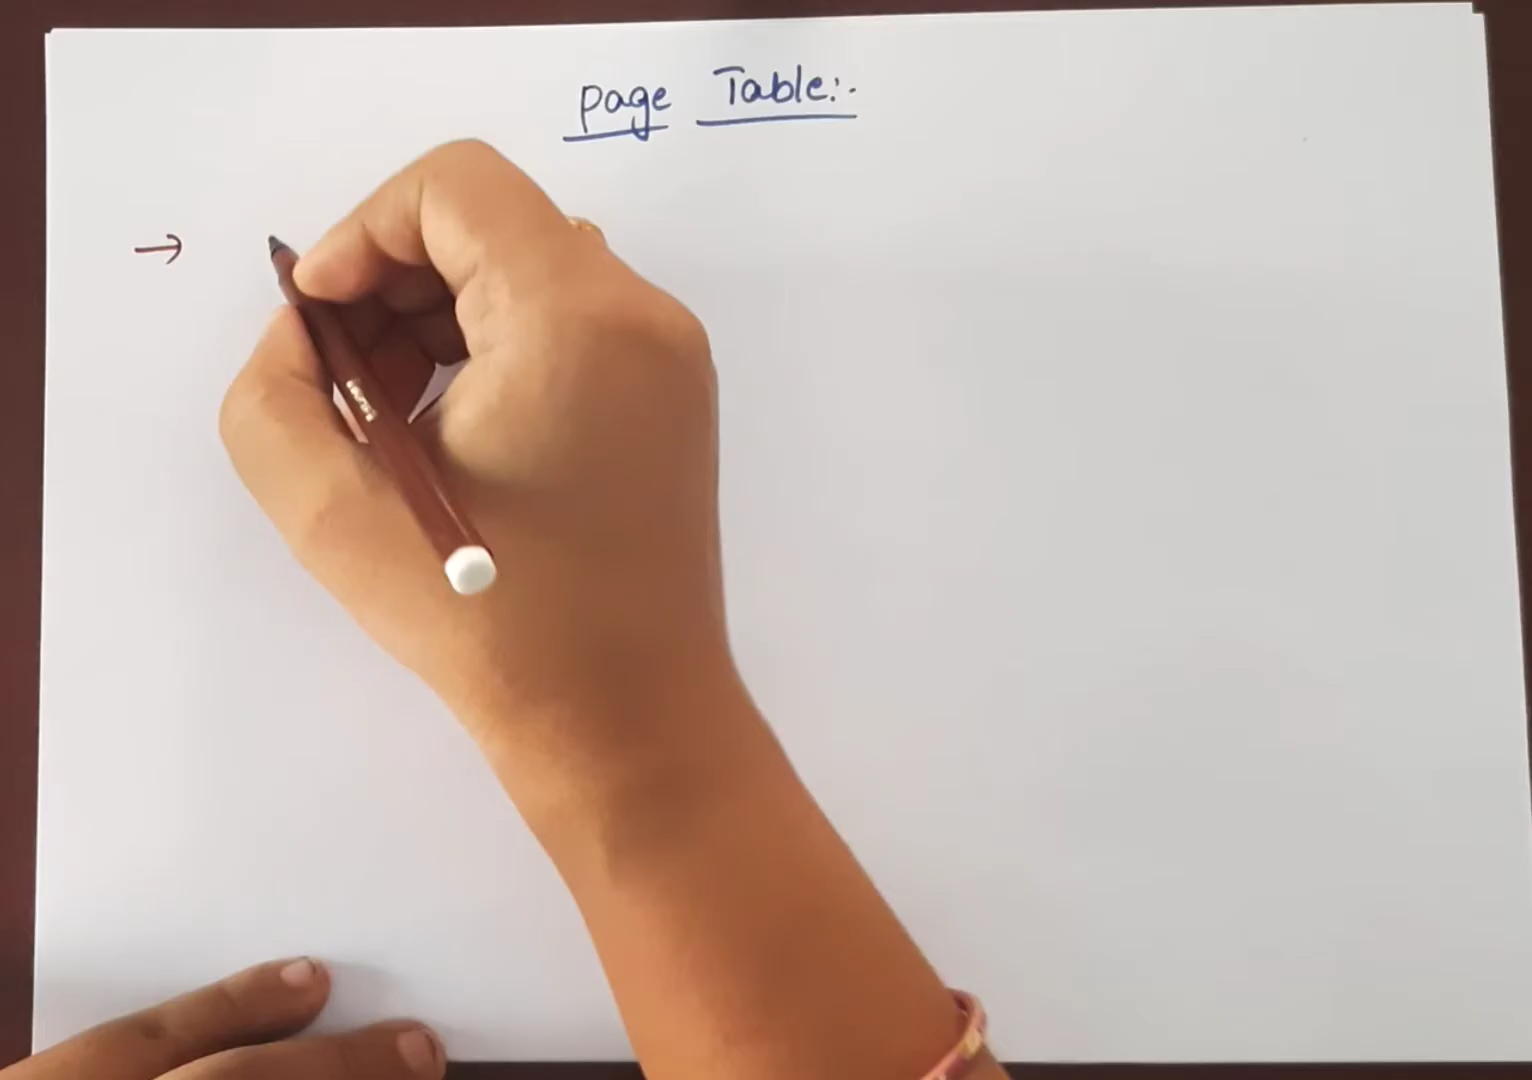 Page Table:-
→